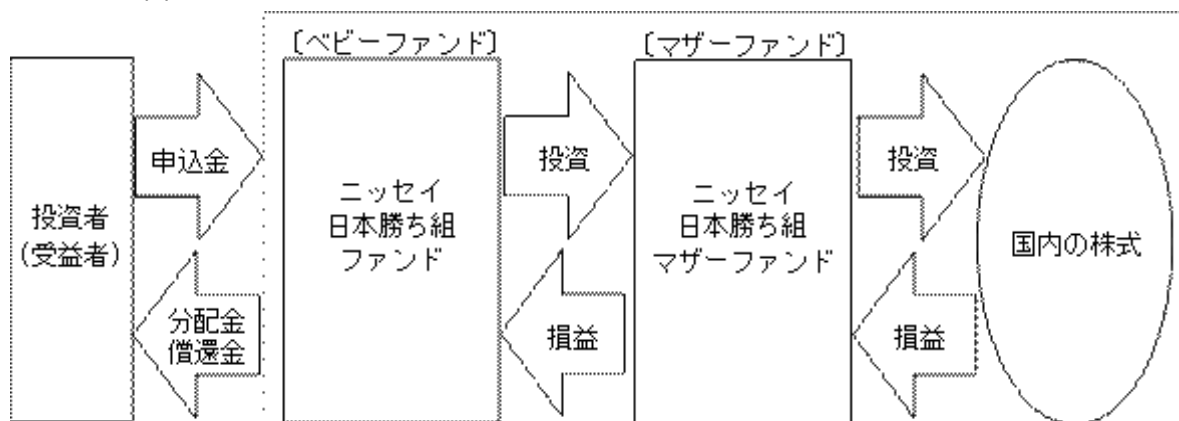 〔ベビーファンド〕
〔マザーファンド〕
投資者
(受益者)
申込金
分配金
償還金
ニッセイ
日本勝ち組
ファンド
投資
損益
ニッセイ
日本勝ち組
マザーファンド
投資
損益
国内の株式